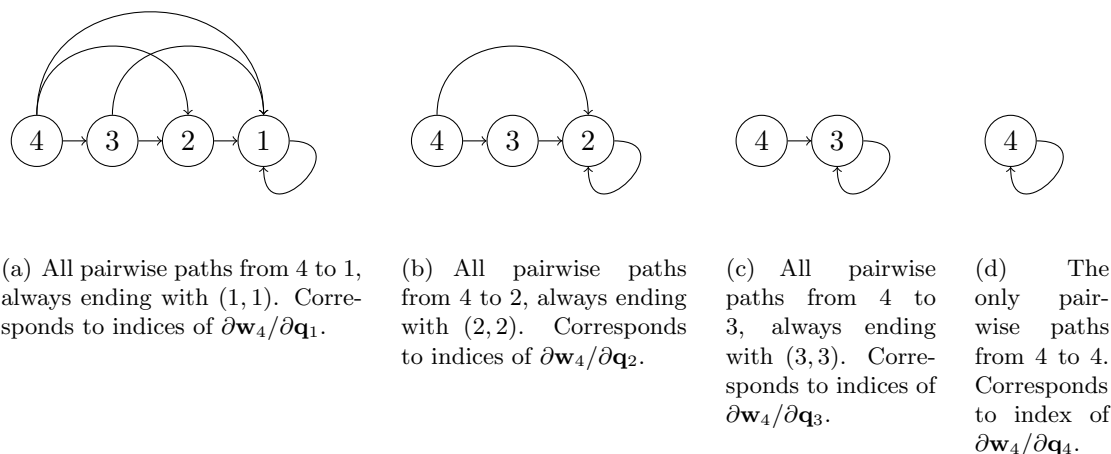 4 3 2 1
4 3 2
4 3
4
(a) All pairwise paths from 4 to 1,
always ending with (1, 1). Corre-
sponds to indices of ∂w₄/∂q₁.
(b) All pairwise paths
from 4 to 2, always ending
with (2, 2). Corresponds
to indices of ∂w₄/∂q₂.
(c) All pairwise
paths from 4 to
3, always ending
with (3, 3). Corre-
sponds to indices of
∂w₄/∂q₃.
(d) The
only pair-
wise paths
from 4 to 4.
Corresponds
to index of
∂w₄/∂q₄.